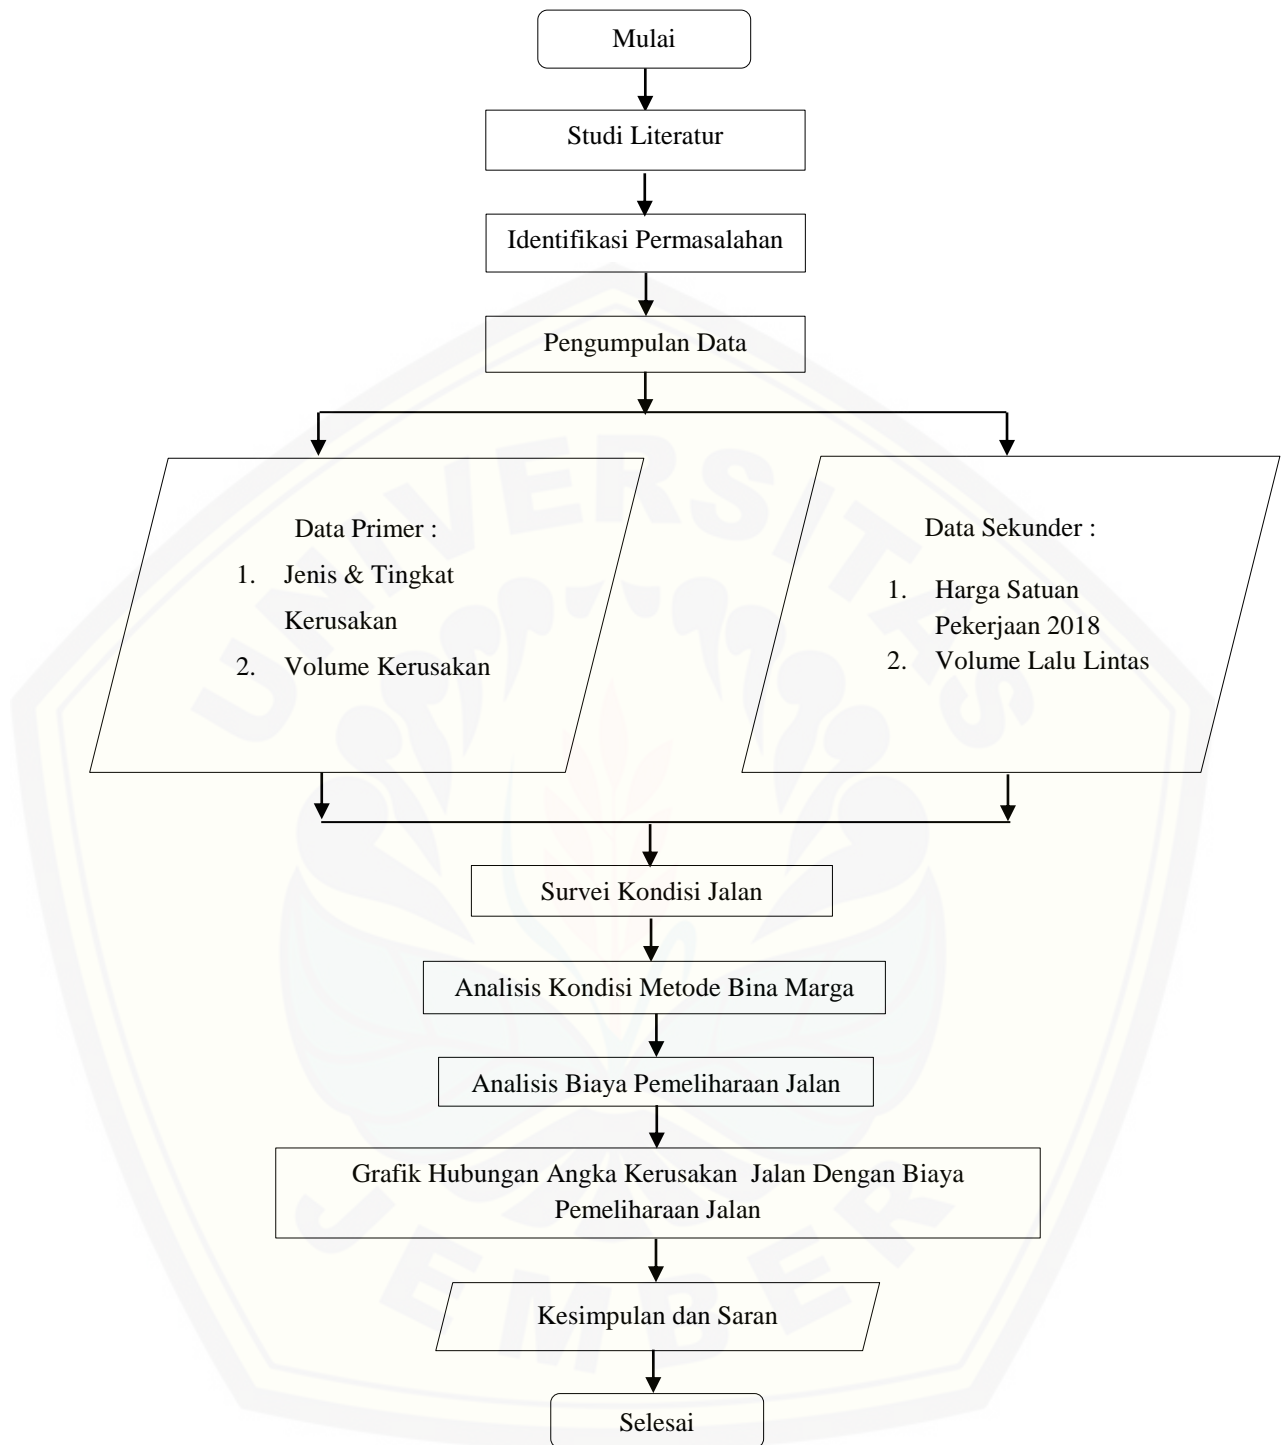 Mulai
Studi Literatur
Identifikasi Permasalahan
Pengumpulan Data
Data Primer :
1. Jenis & Tingkat
Kerusakan
2. Volume Kerusakan
Data Sekunder :
1. Harga Satuan
Pekerjaan 2018
2. Volume Lalu Lintas
Survei Kondisi Jalan
Analisis Kondisi Metode Bina Marga
Analisis Biaya Pemeliharaan Jalan
Grafik Hubungan Angka Kerusakan Jalan Dengan Biaya
Pemeliharaan Jalan
Kesimpulan dan Saran
Selesai
UNIVERSITAS
JEMBER